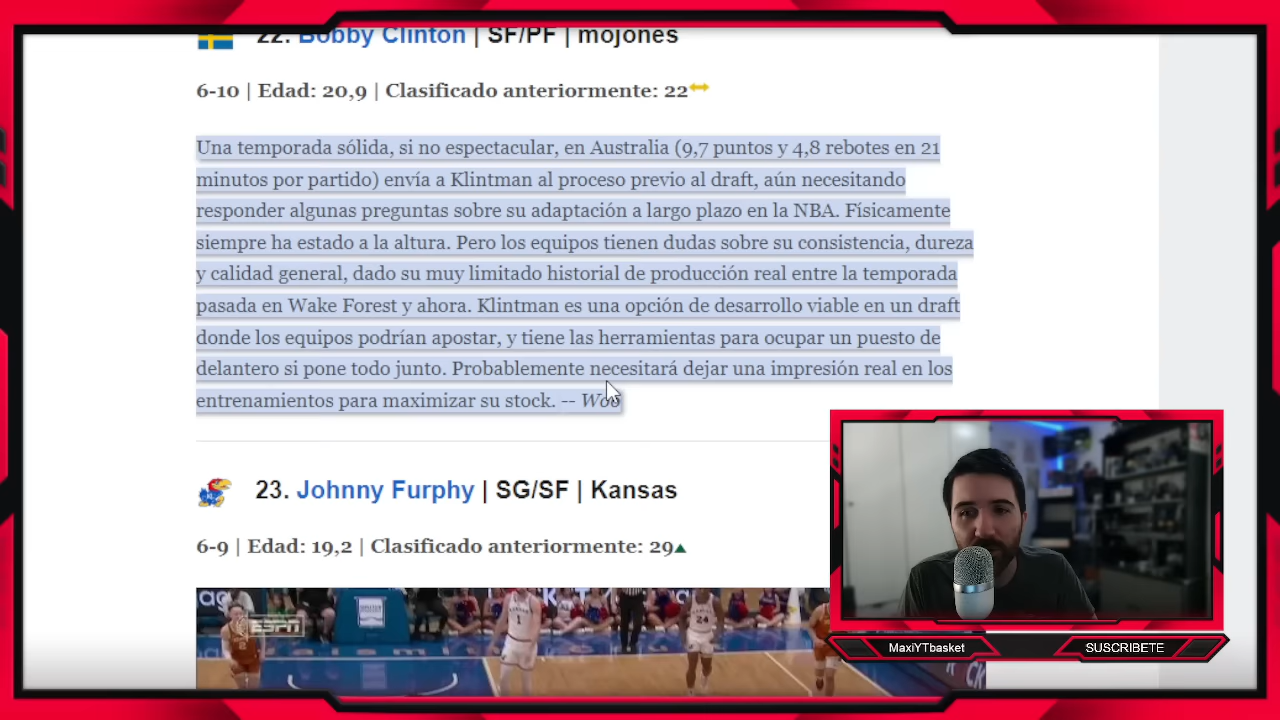 22. Bobby Clinton | SF/PF | mojones
6-10 | Edad: 20,9 | Clasificado anteriormente: 22
Una temporada sólida, si no espectacular, en Australia (9,7 puntos y 4,8 rebotes en 21
minutos por partido) envía a Klintman al proceso previo al draft, aún necesitando
responder algunas preguntas sobre su adaptación a largo plazo en la NBA. Físicamente
siempre ha estado a la altura. Pero los equipos tienen dudas sobre su consistencia, dureza
y calidad general, dado su muy limitado historial de producción real entre la temporada
pasada en Wake Forest y ahora. Klintman es una opción de desarrollo viable en un draft
donde los equipos podrían apostar, y tiene las herramientas para ocupar un puesto de
delantero si pone todo junto. Probablemente necesitará dejar una impresión real en los
entrenamientos para maximizar su stock. -- Woo
23. Johnny Furphy | SG/SF | Kansas
6-9 | Edad: 19,2 | Clasificado anteriormente: 29
ESPN
1
24
2
MaxiYTbasket
SUSCRIBETE